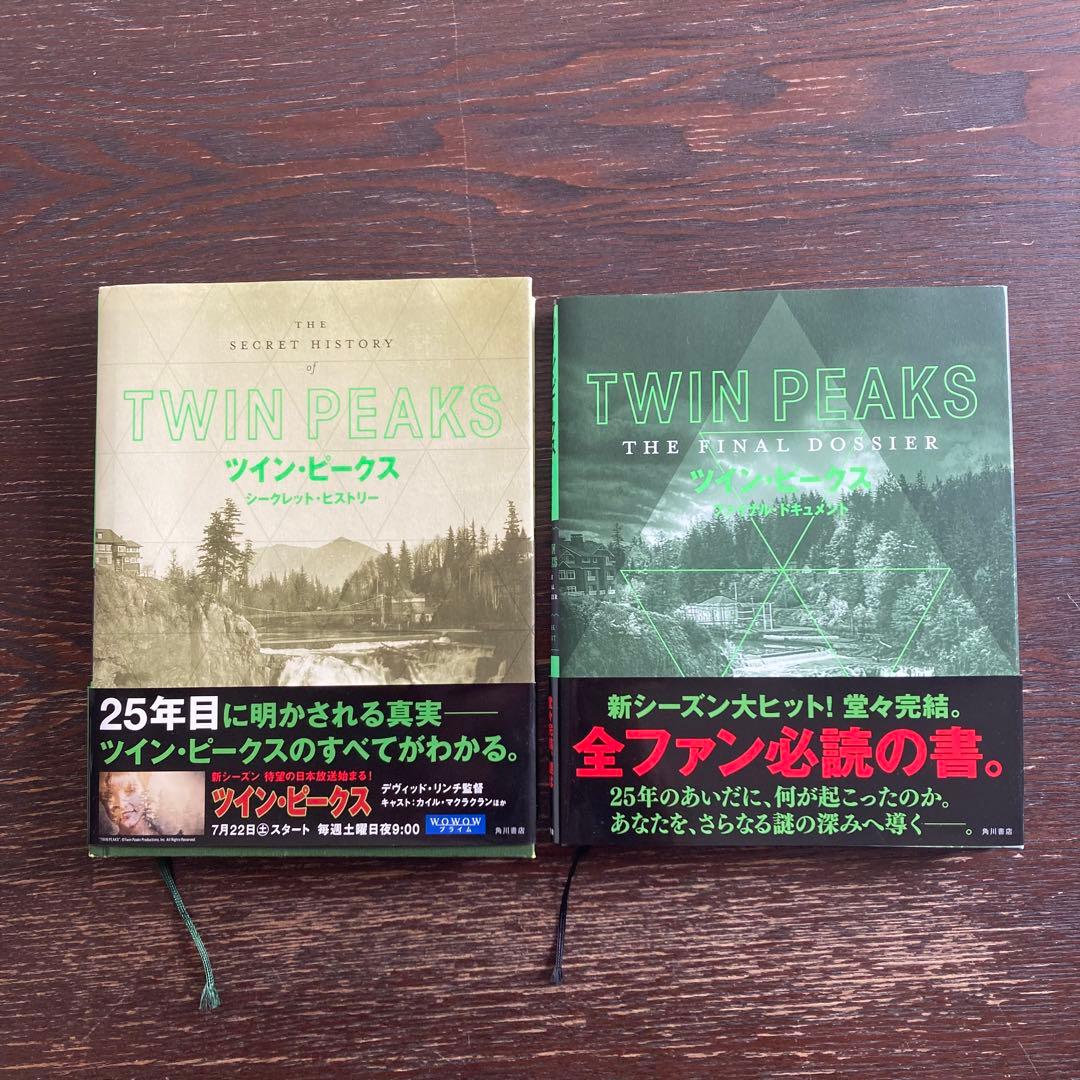 THE
SECRET HISTORY
of
TWIN PEAKS
ツイン・ピークス
シークレット・ヒストリー
25年目に明かされる真実――
ツイン・ピークスのすべてがわかる。
新シーズン 待望の日本放送始まる!
ツイン・ピークス
7月22日(土)スタート 毎週土曜日夜9:00
デヴィッド・リンチ監督
キャスト:カイル・マクラクランほか
WOWOW
プライム
"TWIN PEAKS": ©Twin Peaks Productions, Inc. All Rights Reserved.
角川書店
TWIN PEAKS
THE FINAL DOSSIER
ツイン・ピークス
ファイナル・ドキュメント
新シーズン大ヒット! 堂々完結。
全ファン必読の書。
25年のあいだに、何が起こったのか。
あなたを、さらなる謎の深みへ導く――。
角川書店